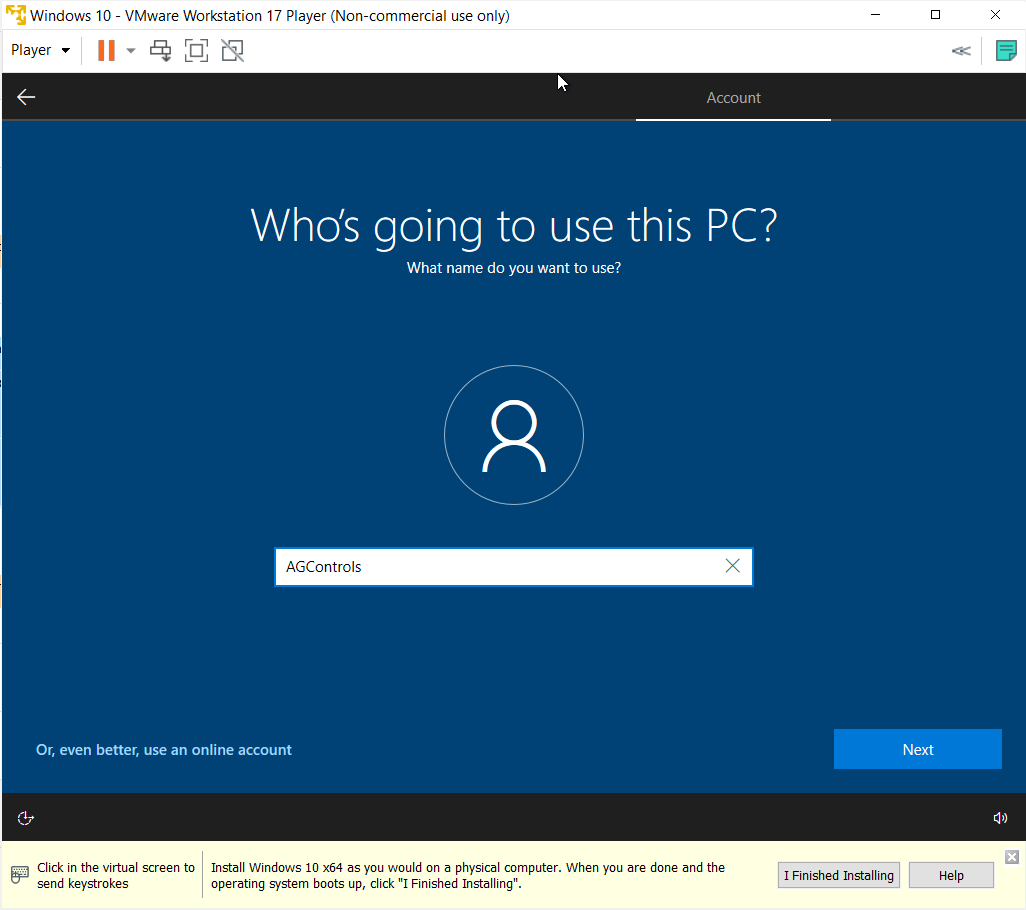 Windows 10 - VMware Workstation 17 Player (Non-commercial use only)
Player
Account
Who's going to use this PC?
What name do you want to use?
AGControls
Or, even better, use an online account
Next
Click in the virtual screen to
send keystrokes
Install Windows 10 x64 as you would on a physical computer. When you are done and the
operating system boots up, click "I Finished Installing".
I Finished Installing
Help